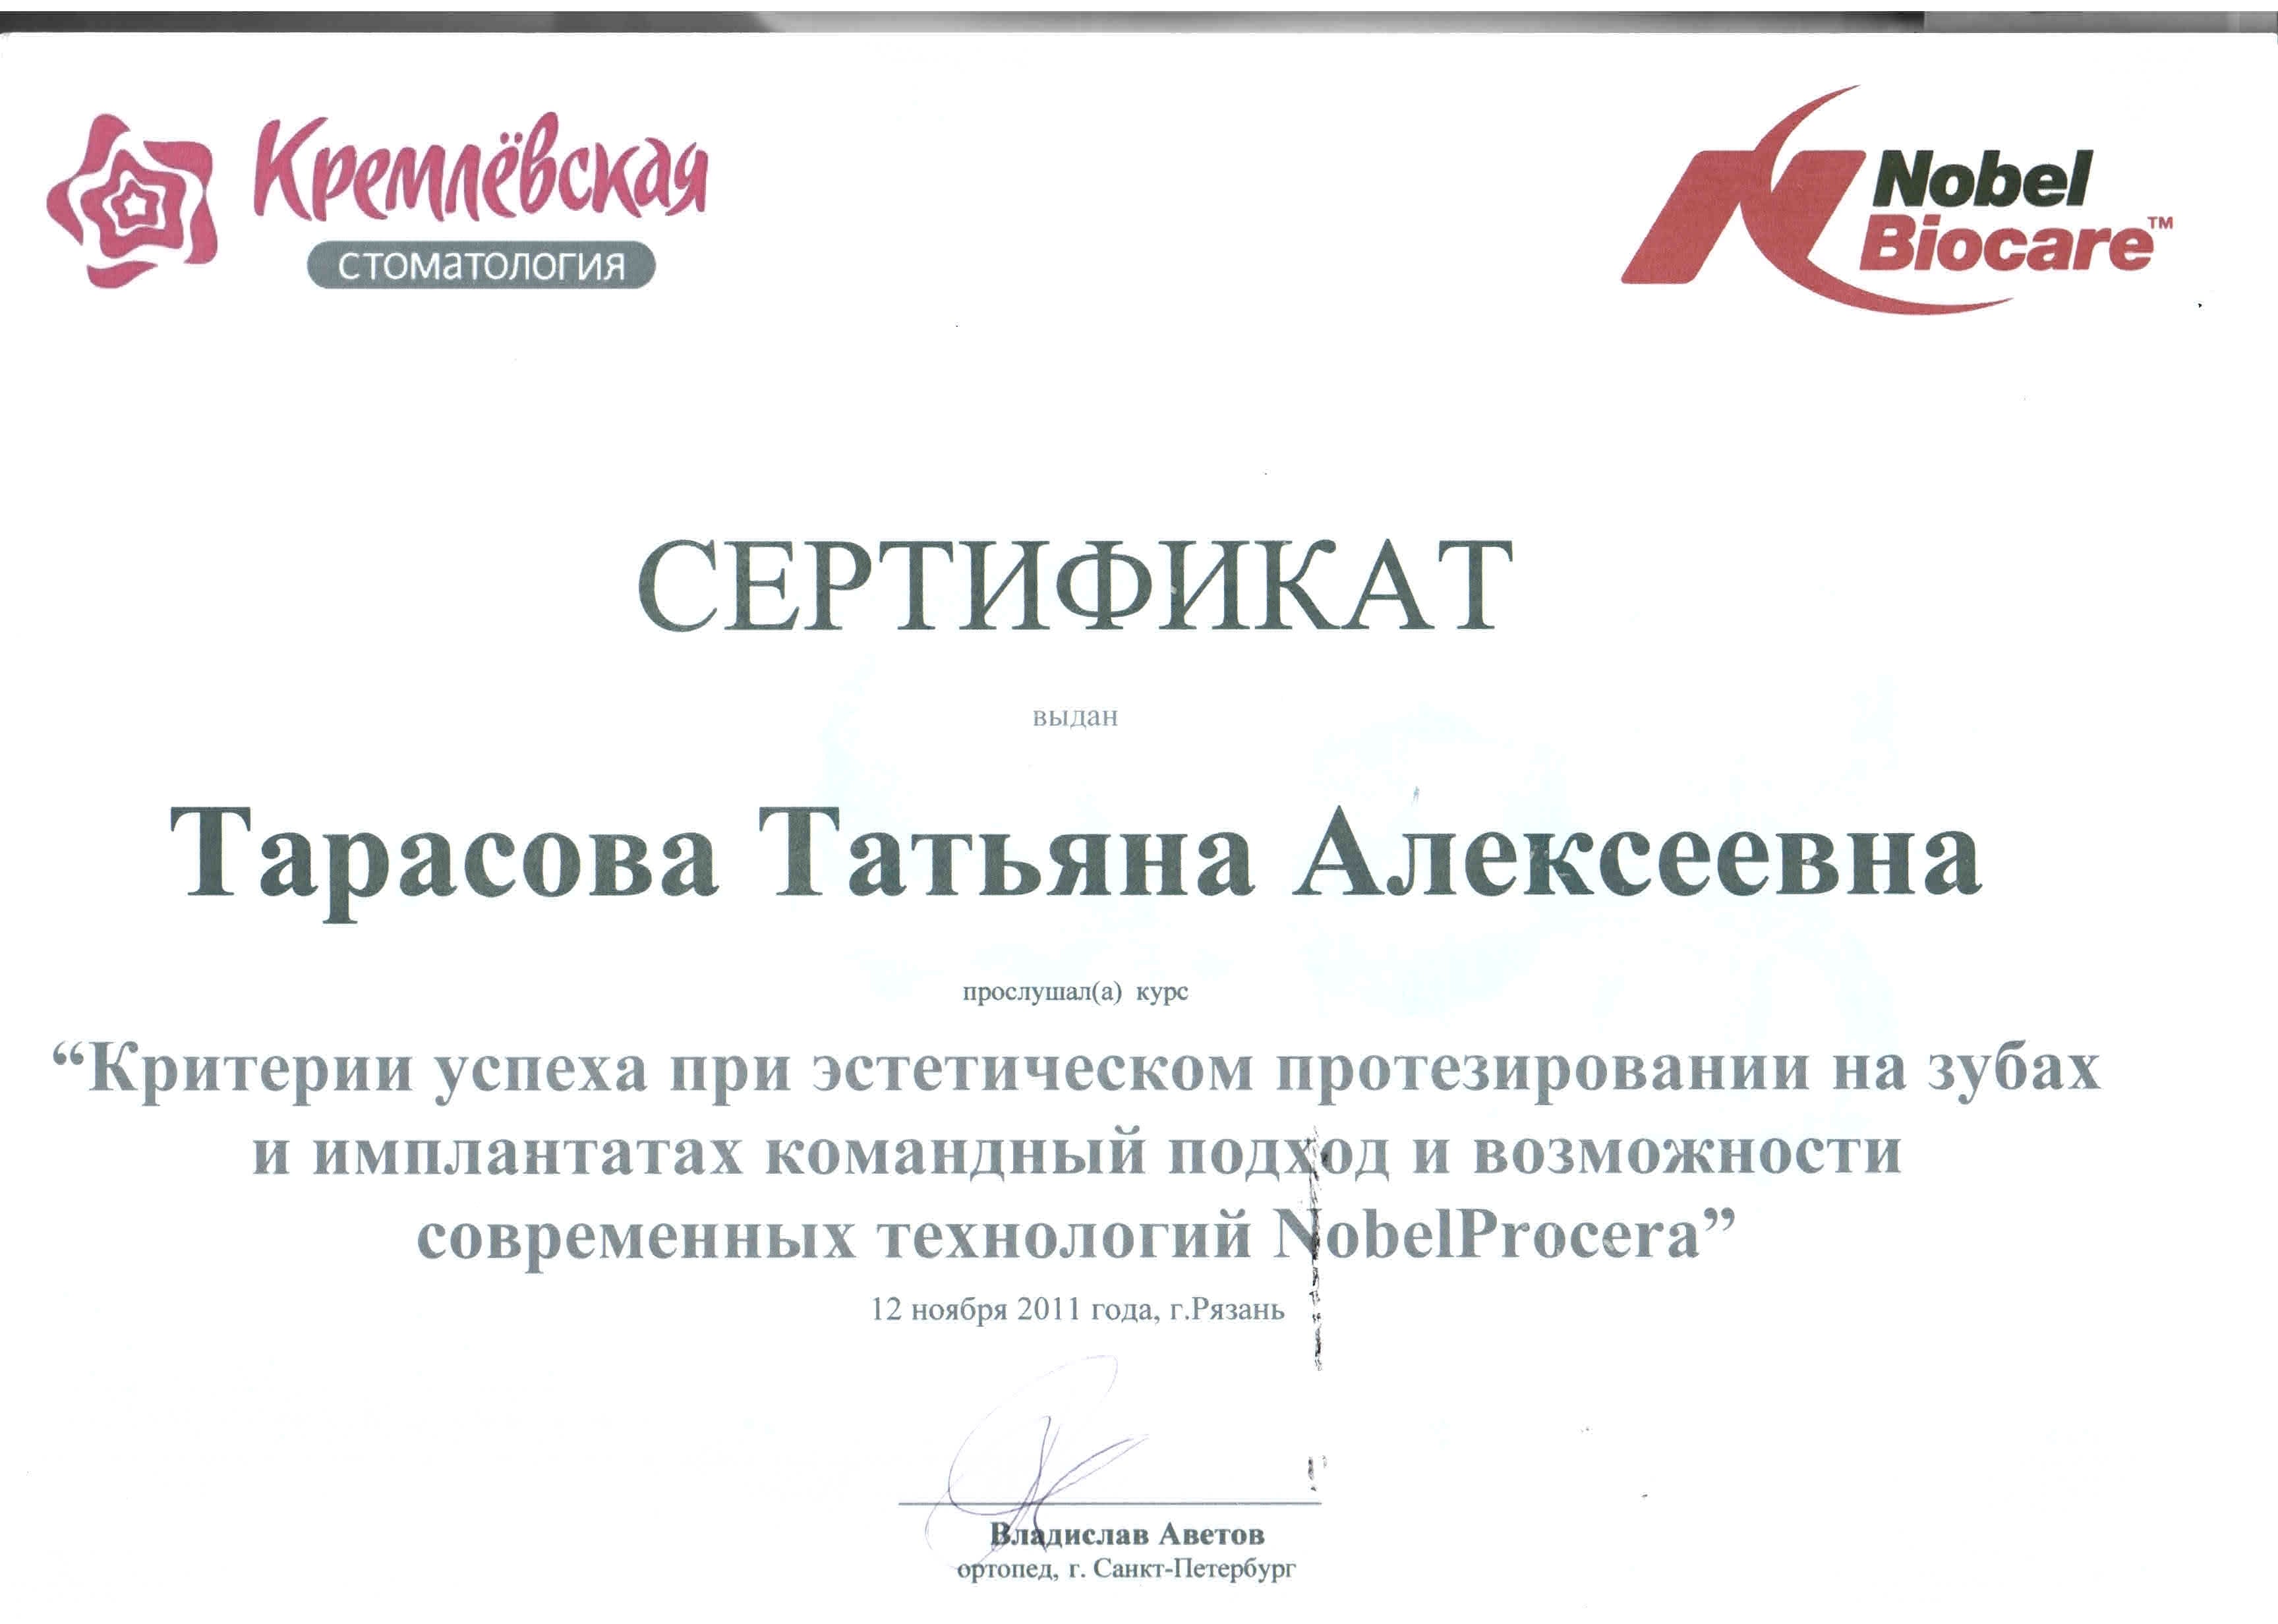 Кремлёвская
стоматология
Nobel
Biocare™
СЕРТИФИКАТ
выдан
Тарасова Татьяна Алексеевна
прослушал(а) курс
“Критерии успеха при эстетическом протезировании на зубах
и имплантатах командный подход и возможности
современных технологий NobelProcera”
12 ноября 2011 года, г.Рязань
Владислав Аветов
ортопед, г. Санкт-Петербург